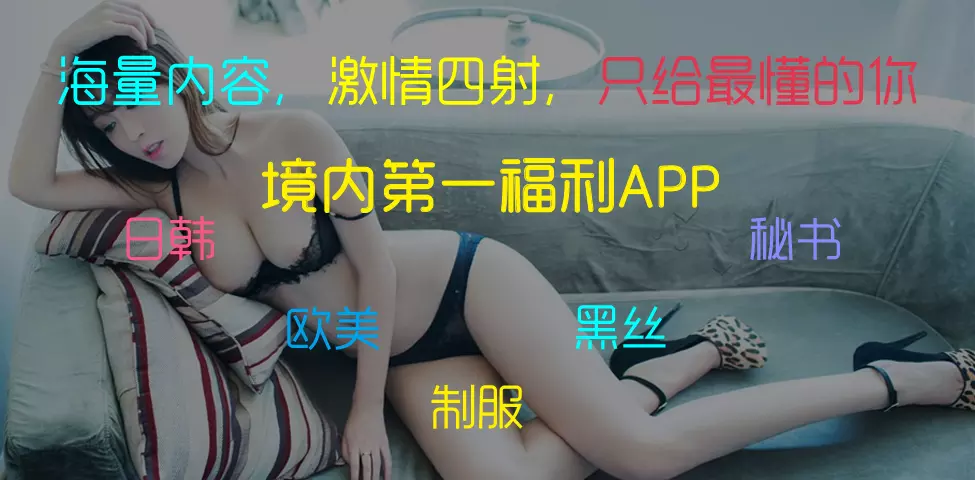 海量内容,激情四射,只给最懂的你
境内第一福利APP
日韩
秘书
欧美
黑丝
制服